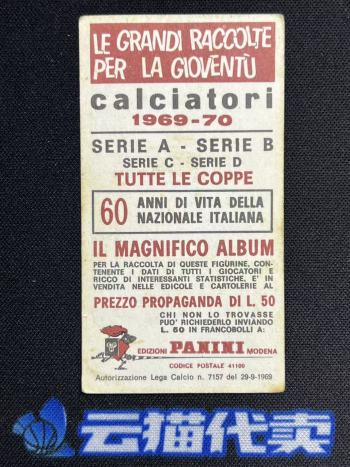 LE GRANDI RACCOLTE
PER LA GIOVENTÙ
calciatori
1969-70
SERIE A - SERIE B
SERIE C - SERIE D
TUTTE LE COPPE
60 ANNI DI VITA DELLA
NAZIONALE ITALIANA
IL MAGNIFICO ALBUM
PER LA RACCOLTA DI QUESTE FIGURINE, CON-
TENENTE I DATI DI TUTTI I GIOCATORI E
RICCO DI INTERESSANTI STATISTICHE, E' IN
VENDITA NELLE EDICOLE E CARTOLERIE AL
PREZZO PROPAGANDA DI L. 50
CHI NON LO TROVASSE
PUO' RICHIEDERLO INVIANDO
L. 60 IN FRANCOBOLLI A:
EDIZIONI PANINI MODENA
CODICE POSTALE 41100
Autorizzazione Lega Calcio n. 7157 del 29-9-1969
云猫代卖